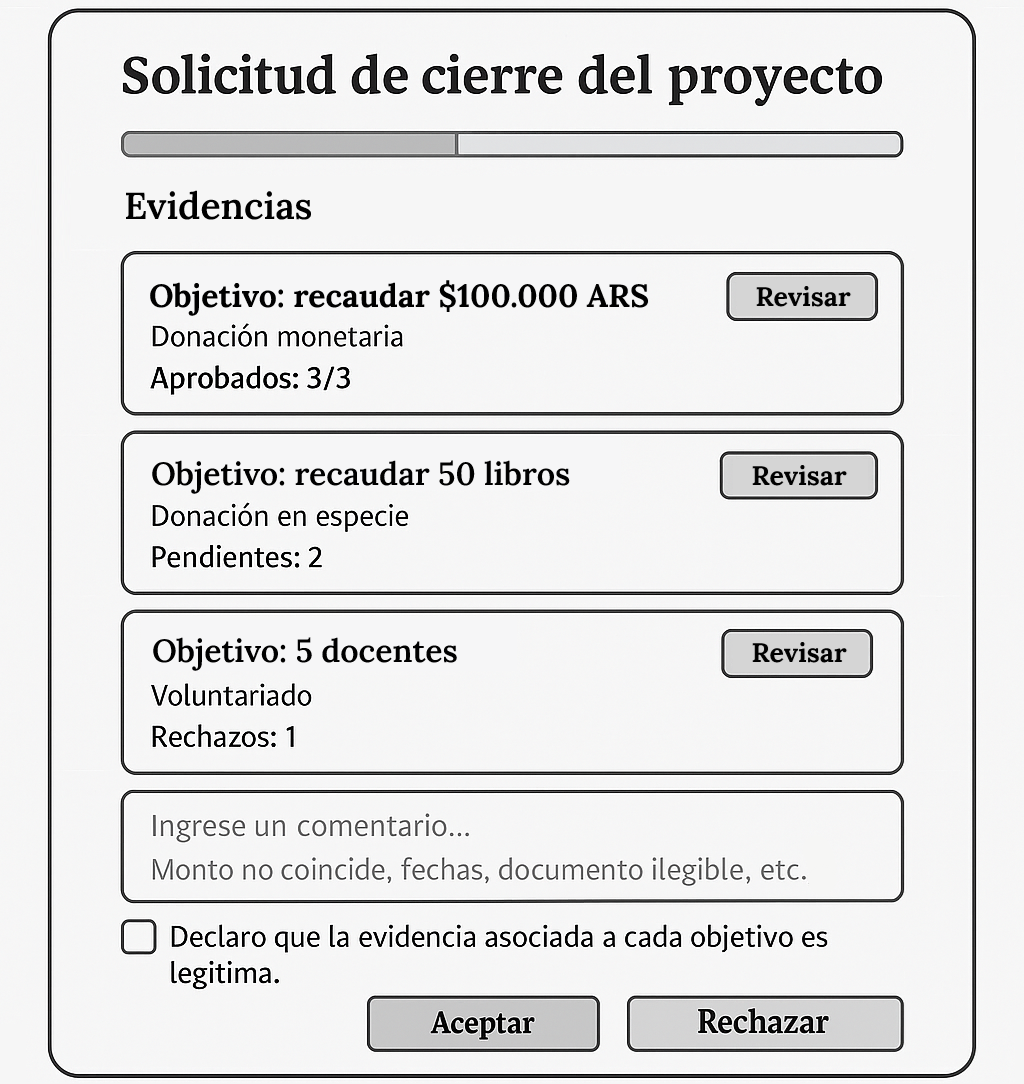 Solicitud de cierre del proyecto
Evidencias
Objetivo: recaudar $100.000 ARS
Revisar
Donación monetaria
Aprobados: 3/3
Objetivo: recaudar 50 libros
Revisar
Donación en especie
Pendientes: 2
Objetivo: 5 docentes
Revisar
Voluntariado
Rechazos: 1
Ingrese un comentario...
Monto no coincide, fechas, documento ilegible, etc.
Declaro que la evidencia asociada a cada objetivo es
legitima.
Aceptar
Rechazar